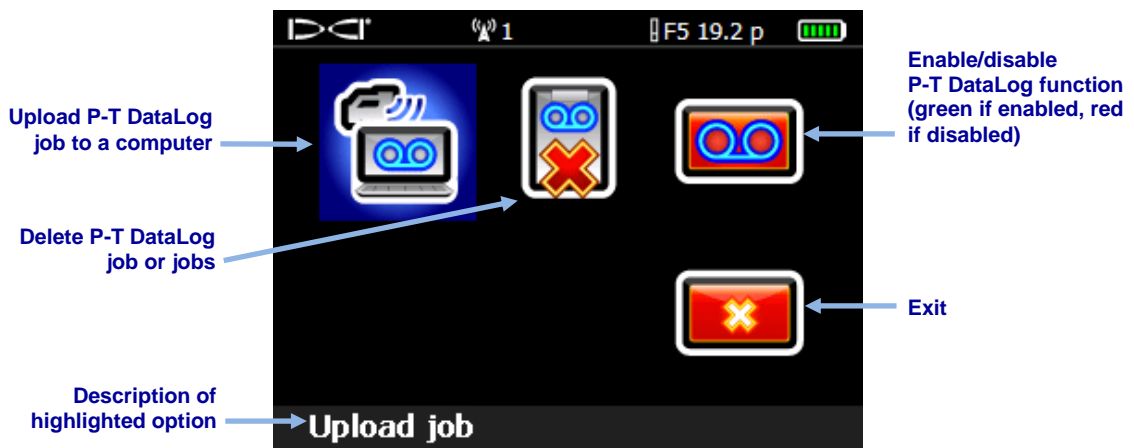 1
F5 19.2 p
Enable/disable
P-T DataLog function
(green if enabled, red
if disabled)
Upload P-T DataLog
job to a computer
Delete P-T DataLog
job or jobs
Exit
Description of
highlighted option
Upload job